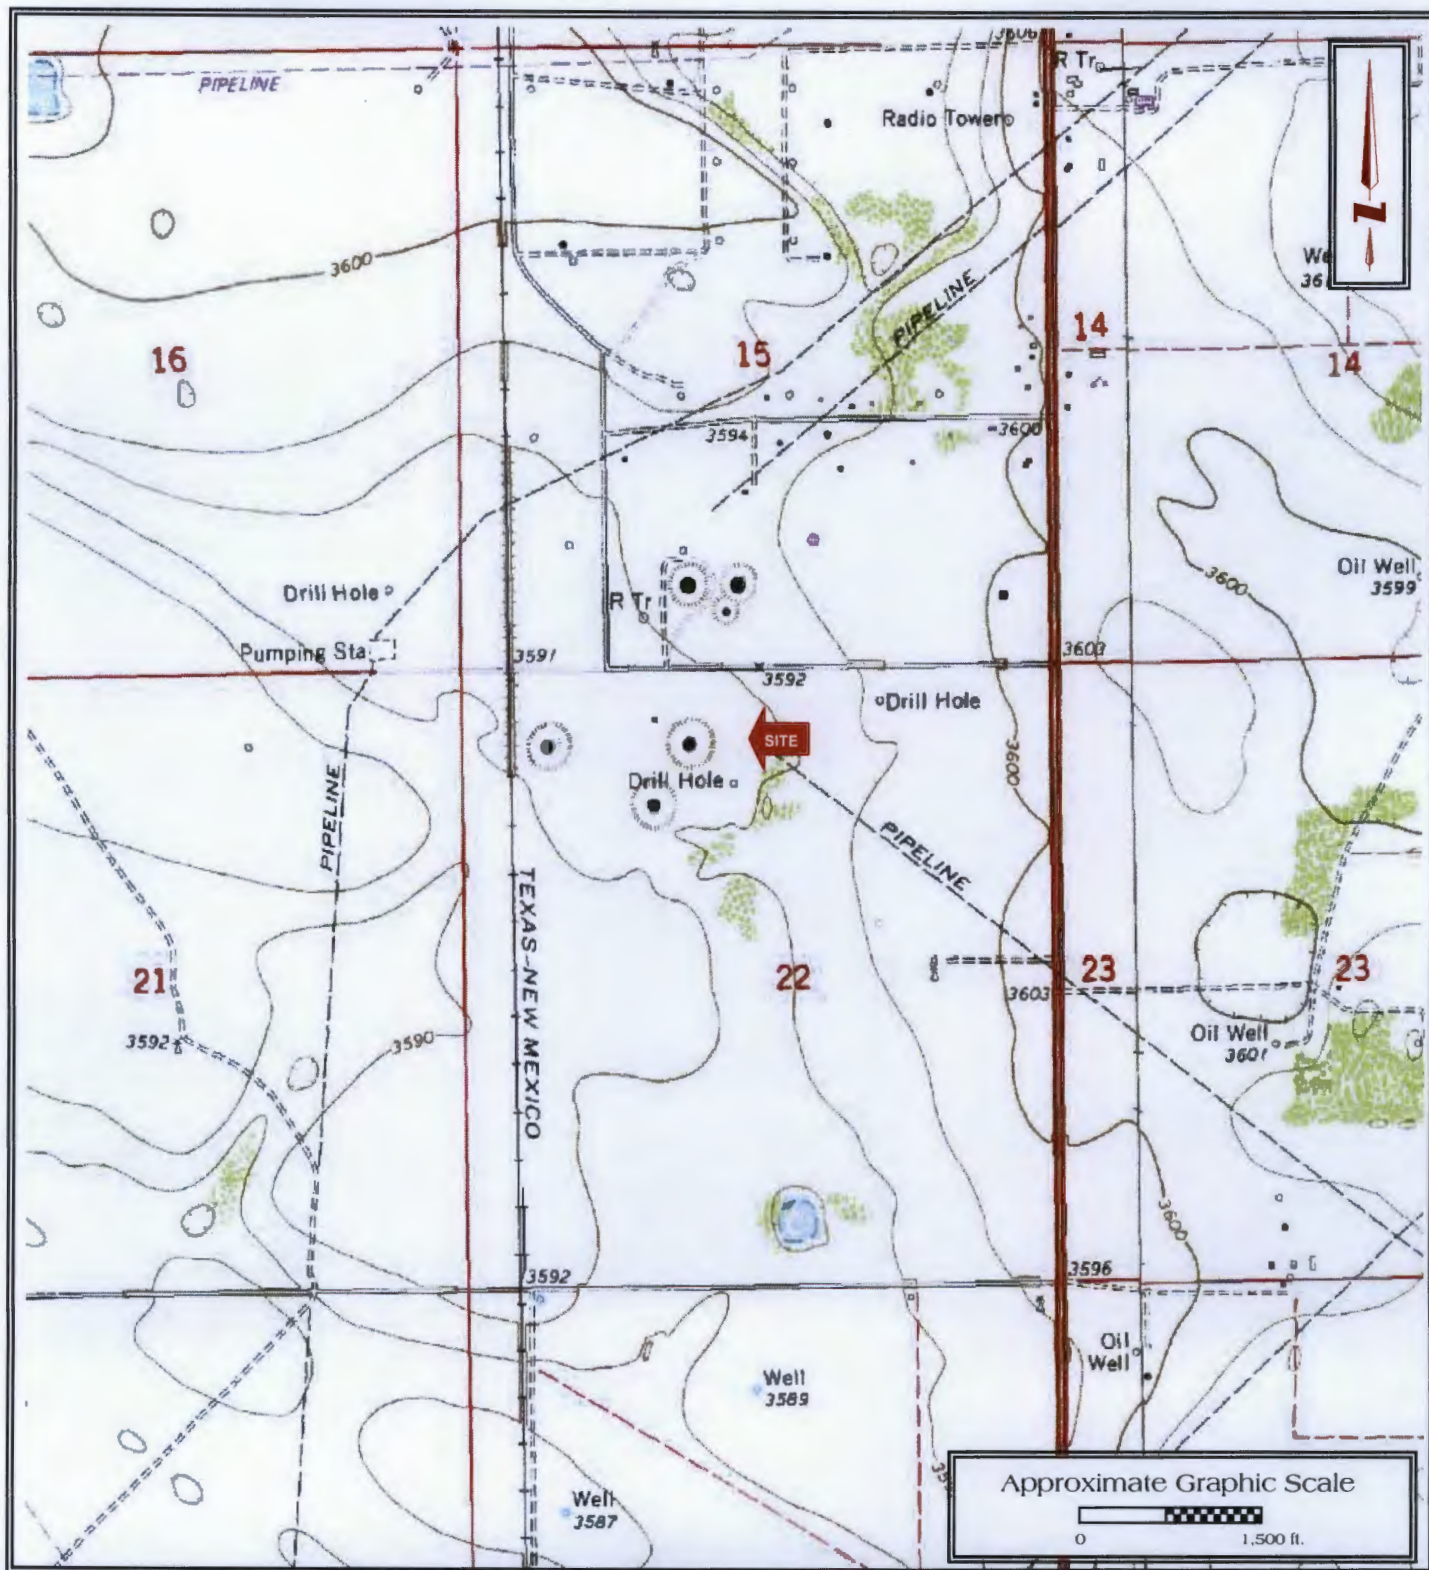 3606
R Tr
PIPELINE
Radio Tower
We
361
3600
PIPELINE
16
15
14
14
3594
3600
3600
Oil Well
3599
Drill Hole
R Tr
Pumping Sta
3591
3592
3603
Drill Hole
SITE
3600
Drill Hole
PIPELINE
PIPELINE
TEXAS-NEW MEXICO
21
22
23
23
3603
3592
3590
Oil Well
3601
3600
3592
3596
Oil
Well
Well
3589
Well
3587
Approximate Graphic Scale
0
1,500 ft.
N